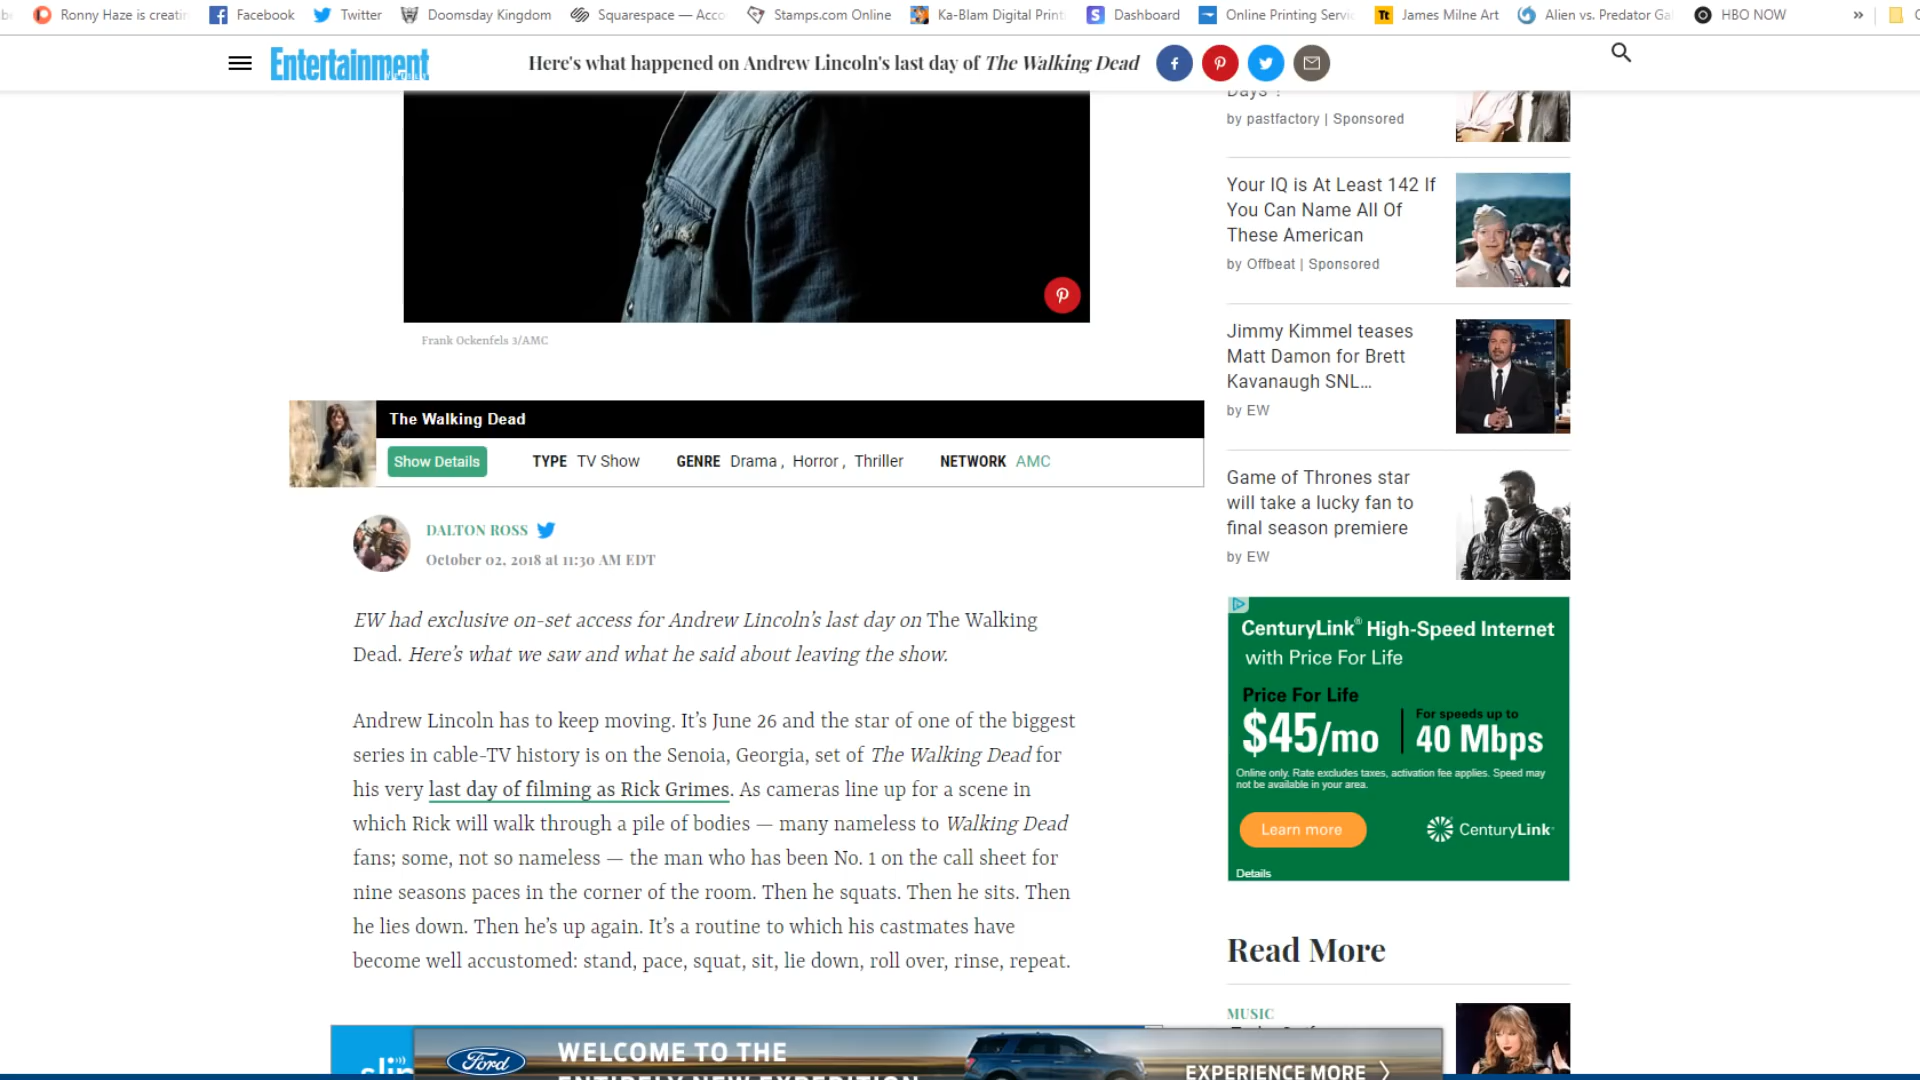 Ronny Haze is creatin
Facebook
Twitter
Doomsday Kingdom
Squarespace — Acco
Stamps.com Online
Ka-Blam Digital Print
Dashboard
Online Printing Servic
James Milne Art
Alien vs. Predator Ga
HBO NOW
»
Entertainment
WEEKLY
Here's what happened on Andrew Lincoln's last day of The Walking Dead
Days ?
by pastfactory | Sponsored
Your IQ is At Least 142 If
You Can Name All Of
These American
by Offbeat | Sponsored
Jimmy Kimmel teases
Matt Damon for Brett
Kavanaugh SNL...
by EW
Game of Thrones star
will take a lucky fan to
final season premiere
by EW
Frank Ockenfels 3/AMC
The Walking Dead
Show Details TYPE TV Show GENRE Drama , Horror , Thriller NETWORK AMC
DALTON ROSS
October 02, 2018 at 11:30 AM EDT
EW had exclusive on-set access for Andrew Lincoln's last day on The Walking
Dead. Here's what we saw and what he said about leaving the show.
Andrew Lincoln has to keep moving. It's June 26 and the star of one of the biggest
series in cable-TV history is on the Senoia, Georgia, set of The Walking Dead for
his very last day of filming as Rick Grimes. As cameras line up for a scene in
which Rick will walk through a pile of bodies — many nameless to Walking Dead
fans; some, not so nameless — the man who has been No. 1 on the call sheet for
nine seasons paces in the corner of the room. Then he squats. Then he sits. Then
he lies down. Then he's up again. It's a routine to which his castmates have
become well accustomed: stand, pace, squat, sit, lie down, roll over, rinse, repeat.
CenturyLink® High-Speed Internet
with Price For Life
Price For Life
$45/mo
For speeds up to
40 Mbps
Online only. Rate excludes taxes, activation fee applies. Speed may
not be available in your area.
Learn more
CenturyLink
Details
Read More
MUSIC
Ford
WELCOME TO THE
ENTIRELY NEW EXPEDITION
EXPERIENCE MORE